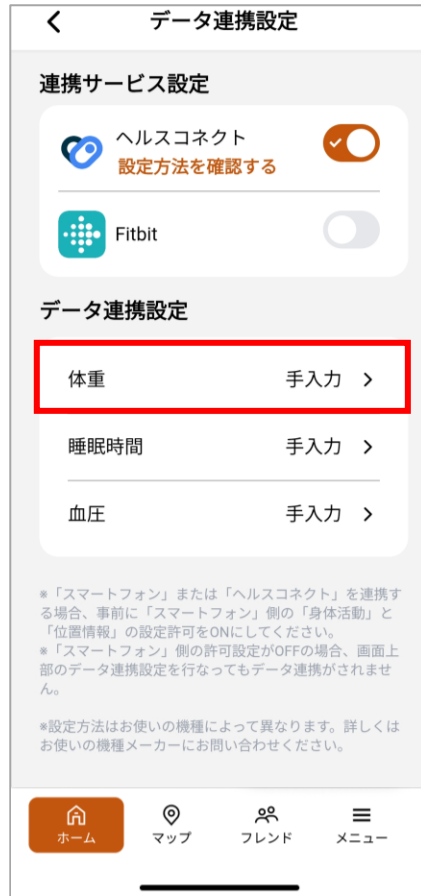 データ連携設定
連携サービス設定
ヘルスコネクト
設定方法を確認する
Fitbit
データ連携設定
体重 手入力
睡眠時間 手入力
血圧 手入力
※「スマートフォン」または「ヘルスコネクト」を連携す
る場合、事前に「スマートフォン」側の「身体活動」と
「位置情報」の設定許可をONにしてください。
※「スマートフォン」側の許可設定がOFFの場合、画面上
部のデータ連携設定を行なってもデータ連携がされませ
ん。
※設定方法はお使いの機種によって異なります。詳しくは
お使いの機種メーカーにお問い合わせください。
ホーム マップ フレンド メニュー